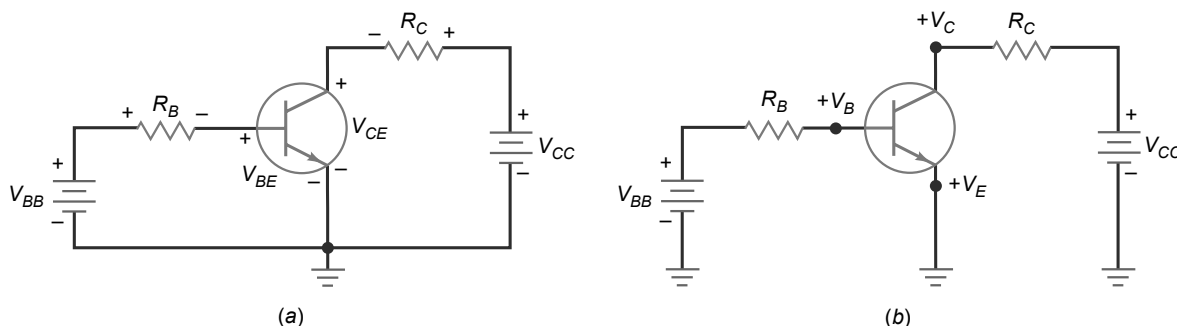 R_C
− +
+
R_B
+ −
+
V_CE
V_BE
− −
+
V_BB
−
+
V_CC
−
(a)
+V_C
R_C
R_B
+V_B
+
V_BB
−
+V_E
+
V_CC
−
(b)